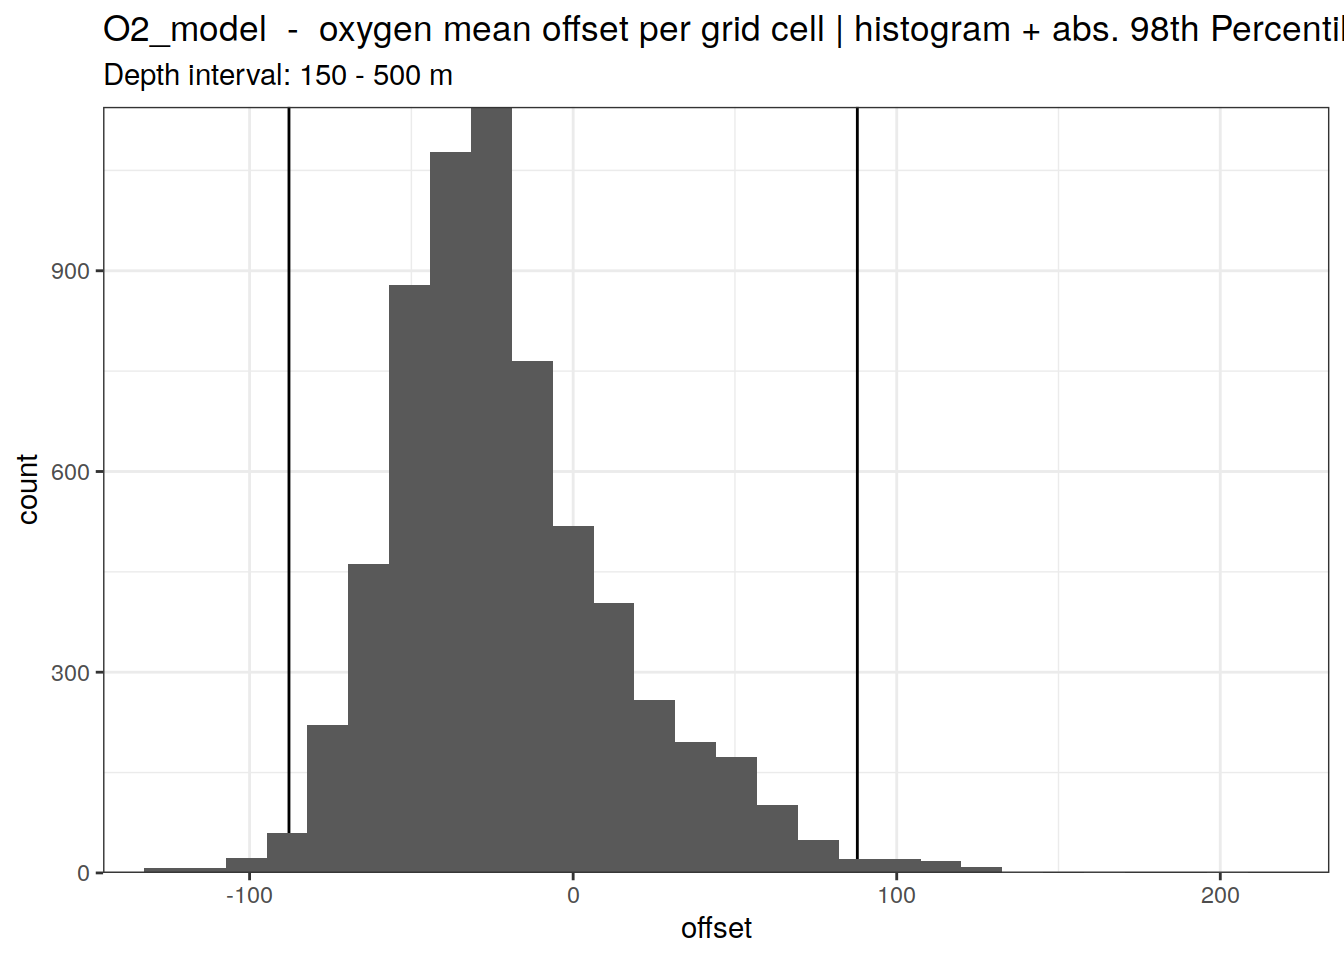 O2_model - oxygen mean offset per grid cell | histogram + abs. 98th
Depth interval: 150 - 500 m
900
600
300
0
count
-100 0 100 200
offset